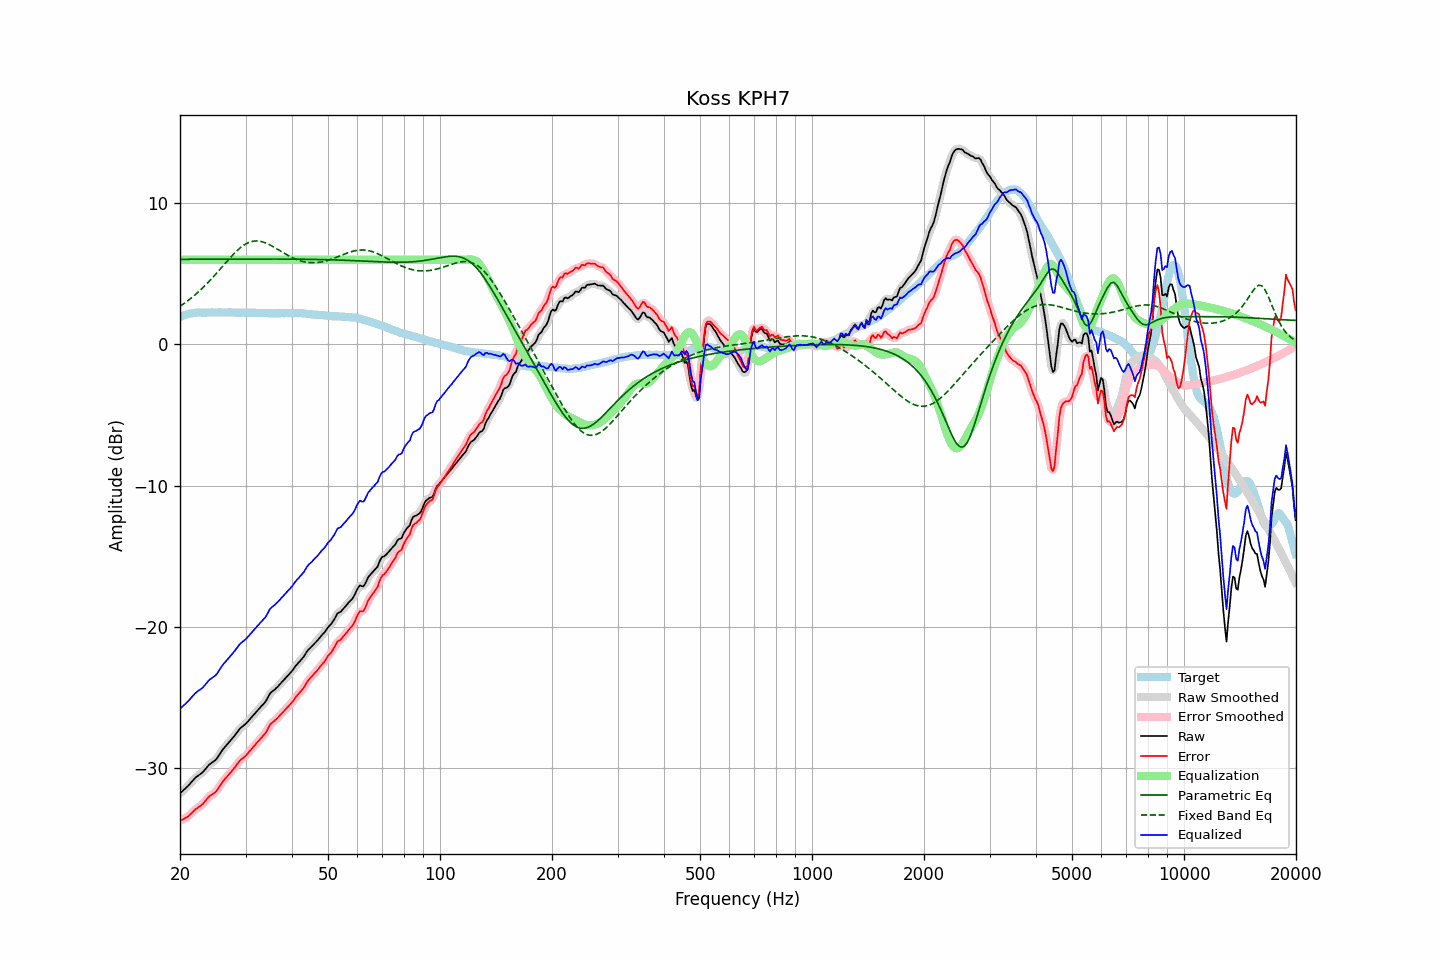 Koss KPH7
10
0
−10
−20
−30
Amplitude (dBr)
20
50
100
200
500
1000
2000
5000
10000
20000
Frequency (Hz)
Target
Raw Smoothed
Error Smoothed
Raw
Error
Equalization
Parametric Eq
Fixed Band Eq
Equalized